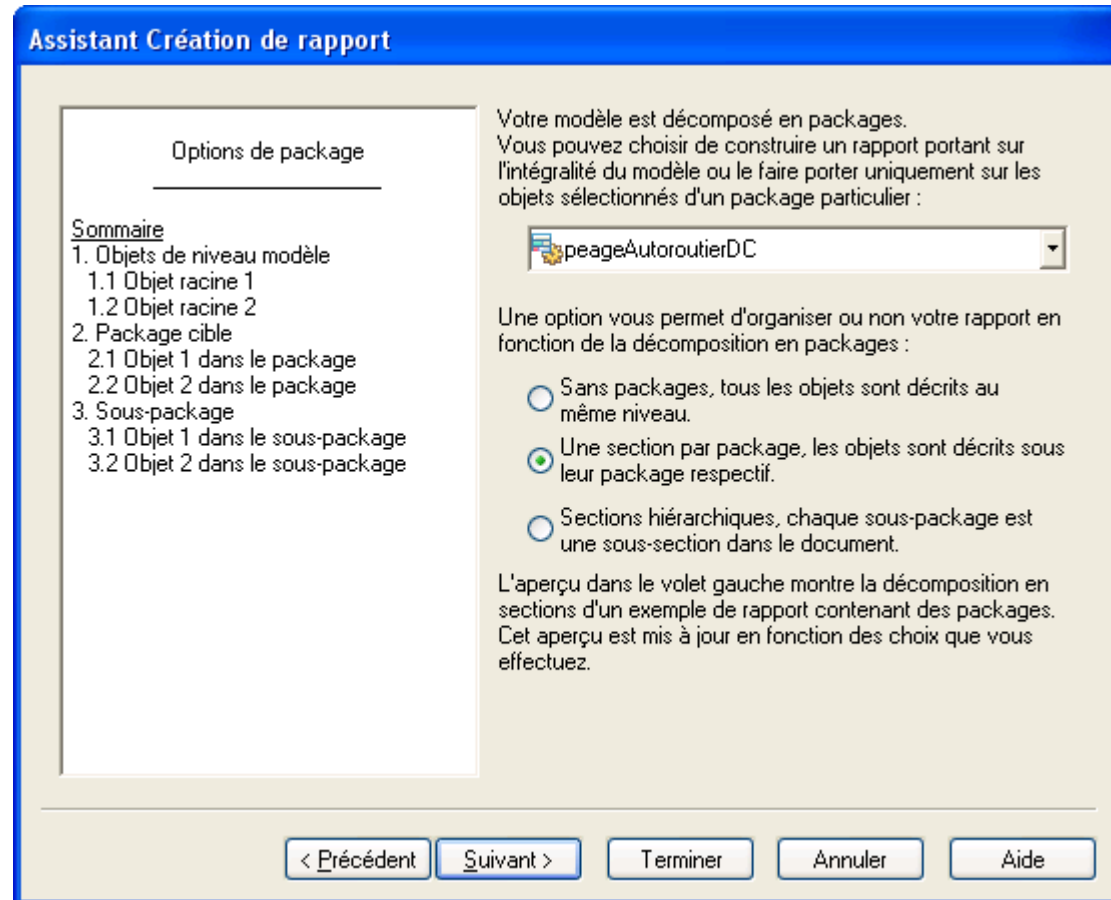 Assistant Création de rapport
Options de package
Sommaire
1. Objets de niveau modèle
1.1 Objet racine 1
1.2 Objet racine 2
2. Package cible
2.1 Objet 1 dans le package
2.2 Objet 2 dans le package
3. Sous-package
3.1 Objet 1 dans le sous-package
3.2 Objet 2 dans le sous-package
Votre modèle est décomposé en packages.
Vous pouvez choisir de construire un rapport portant sur
l'intégralité du modèle ou le faire porter uniquement sur les
objets sélectionnés d'un package particulier :
peageAutoroutierDC
Une option vous permet d'organiser ou non votre rapport en
fonction de la décomposition en packages :
Sans packages, tous les objets sont décrits au
même niveau.
Une section par package, les objets sont décrits sous
leur package respectif.
Sections hiérarchiques, chaque sous-package est
une sous-section dans le document.
L'aperçu dans le volet gauche montre la décomposition en
sections d'un exemple de rapport contenant des packages.
Cet aperçu est mis à jour en fonction des choix que vous
effectuez.
< Précédent
Suivant >
Terminer
Annuler
Aide